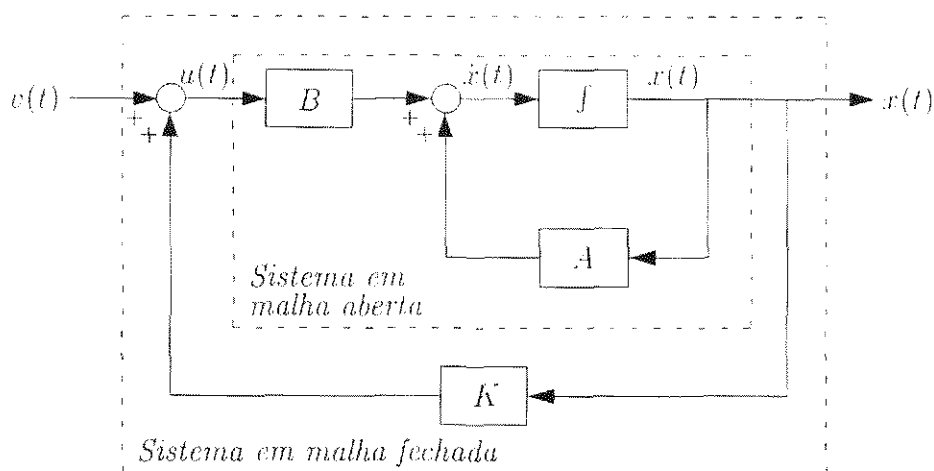 v(t)
u(t)
B
ẋ(t)
∫
x(t)
x(t)
+
+
+
+
A
Sistema em
malha aberta
K
Sistema em malha fechada